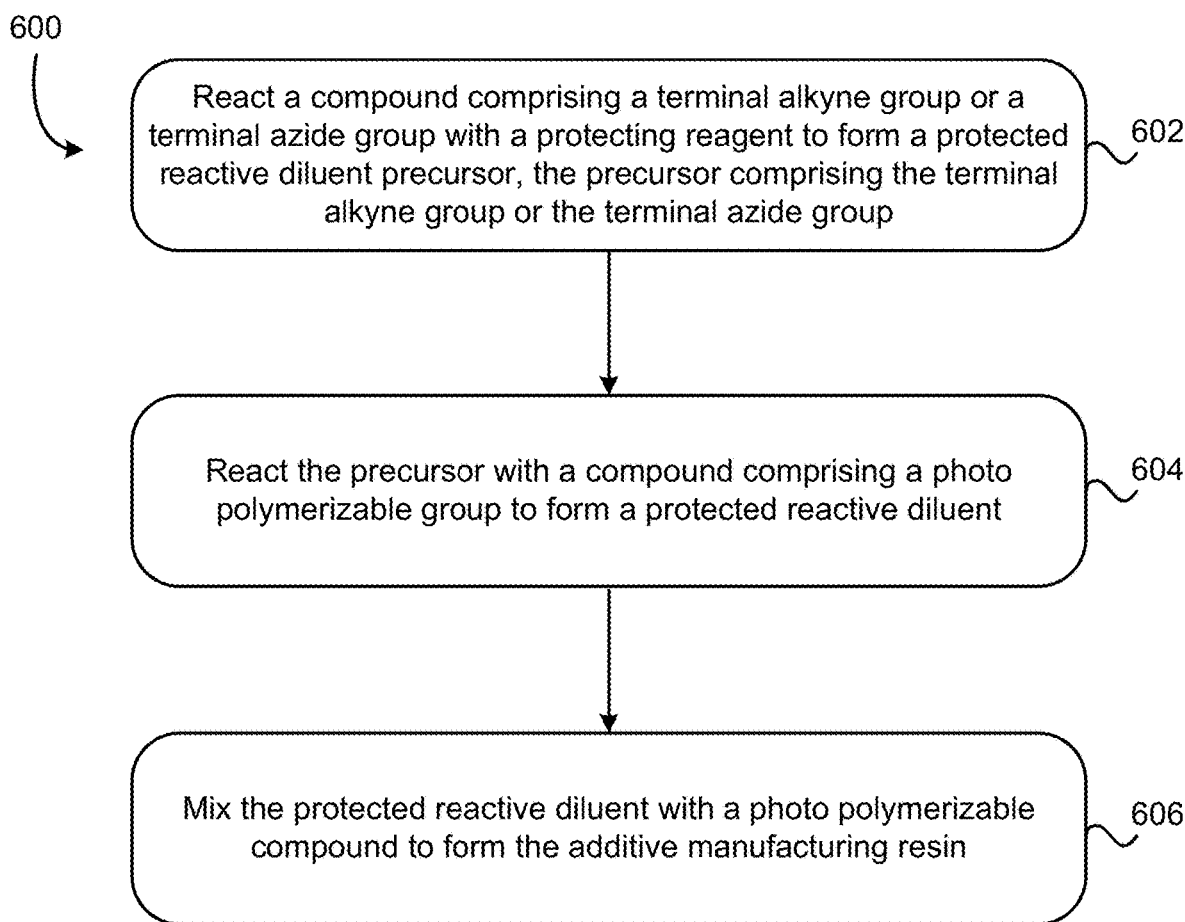 600
React a compound comprising a terminal alkyne group or a
terminal azide group with a protecting reagent to form a protected
reactive diluent precursor, the precursor comprising the terminal
alkyne group or the terminal azide group
602
React the precursor with a compound comprising a photo
polymerizable group to form a protected reactive diluent
604
Mix the protected reactive diluent with a photo polymerizable
compound to form the additive manufacturing resin
606